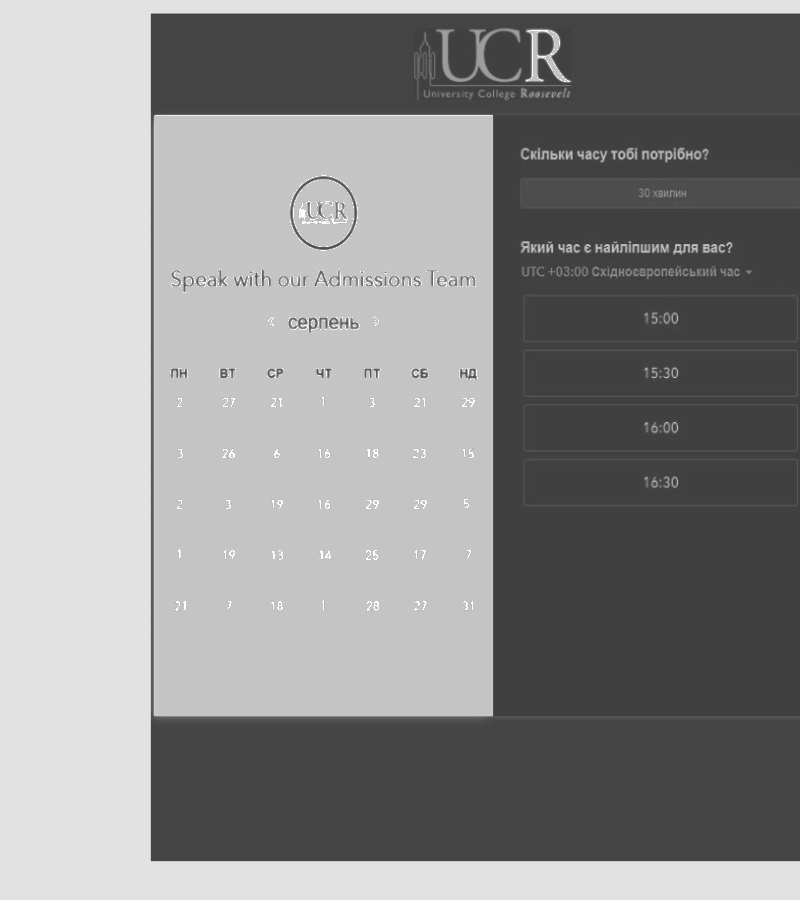 UCR
University College Roosevelt
UCR
Speak with our Admissions Team
« серпень »
ПН ВТ СР ЧТ ПТ СБ НД
2 27 21 1 3 21 29
3 26 6 16 18 23 15
2 3 19 16 29 29 5
1 19 13 14 25 17 7
21 7 18 1 28 27 31
Скільки часу тобі потрібно?
30 хвилин
Який час є найліпшим для вас?
UTC +03:00 Східноєвропейський час
15:00
15:30
16:00
16:30